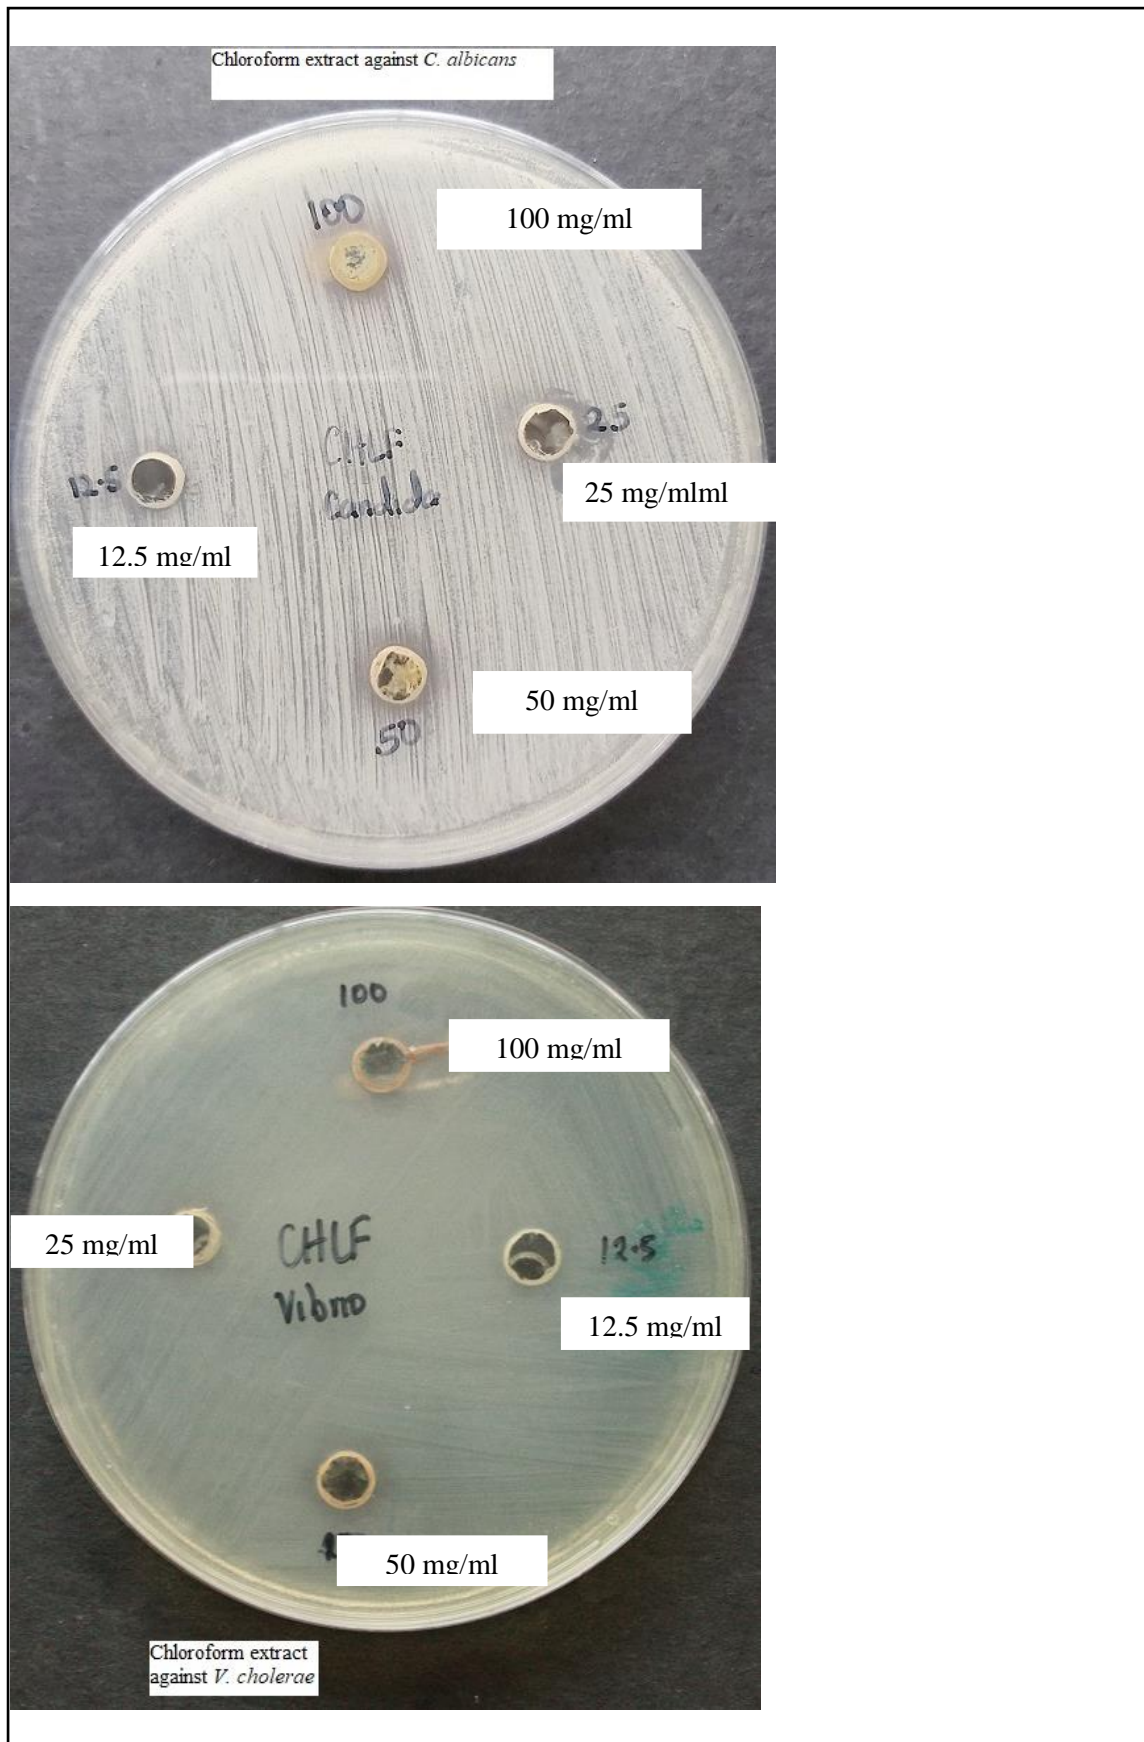 Chloroform extract against C. albicans
100
100 mg/ml
25
12.5
CHLF
Candida
25 mg/mlml
12.5 mg/ml
50 mg/ml
50
100
100 mg/ml
25 mg/ml
CHLF
Vibrio
12.5
12.5 mg/ml
50 mg/ml
Chloroform extract
against V. cholerae